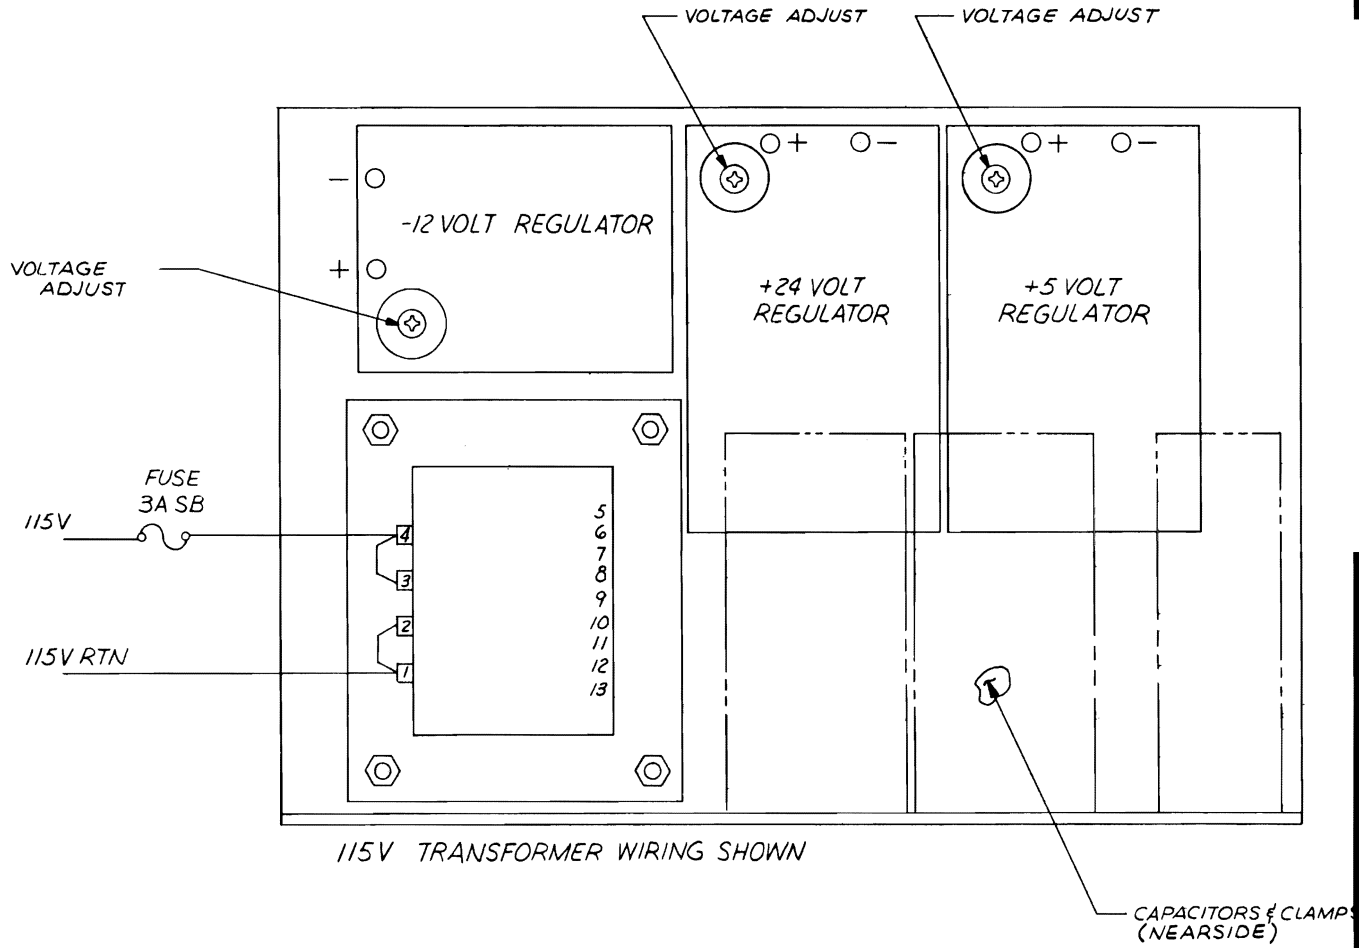 VOLTAGE ADJUST
VOLTAGE ADJUST
+
-
+
-
-
-12 VOLT REGULATOR
+
VOLTAGE
ADJUST
+24 VOLT
REGULATOR
+5 VOLT
REGULATOR
FUSE
3A SB
115V
4
3
2
1
5
6
7
8
9
10
11
12
13
115V RTN
115V TRANSFORMER WIRING SHOWN
CAPACITORS & CLAMPS
(NEARSIDE)